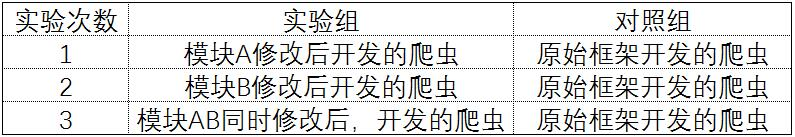 实验次数 实验组 对照组
1 模块A修改后开发的爬虫 原始框架开发的爬虫
2 模块B修改后开发的爬虫 原始框架开发的爬虫
3 模块AB同时修改后，开发的爬虫 原始框架开发的爬虫